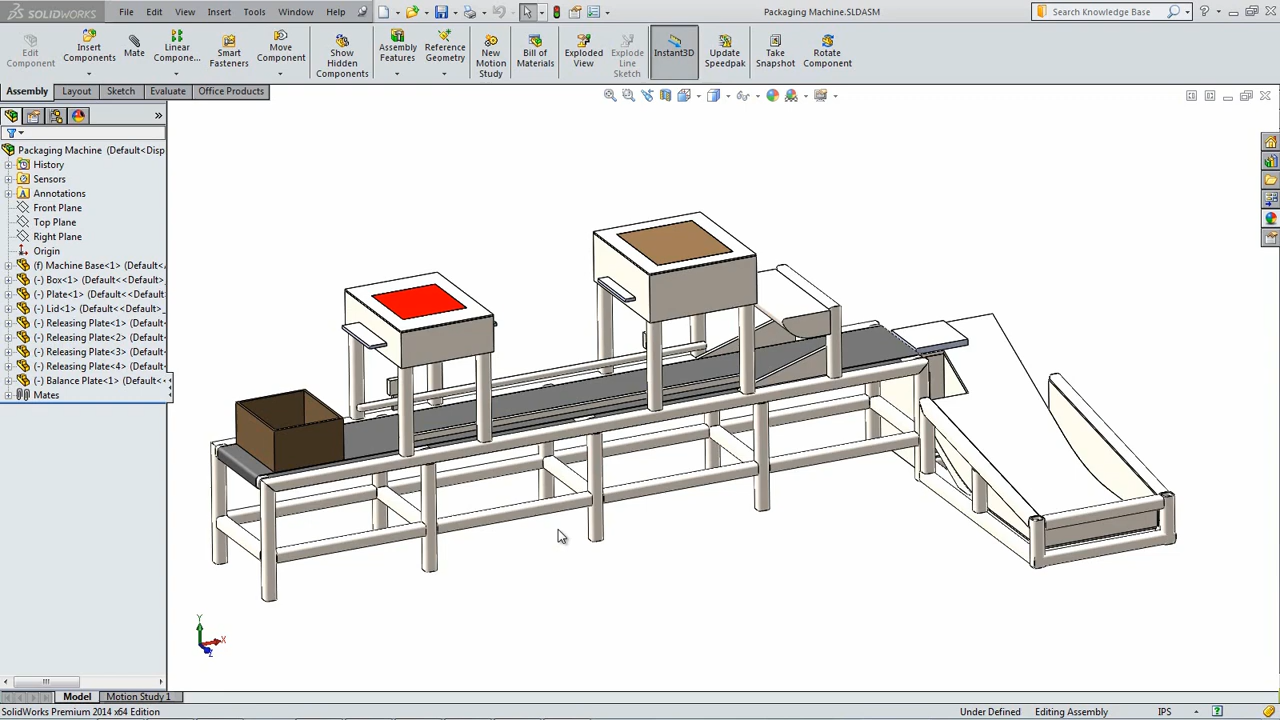 SOLIDWORKS File Edit View Insert Tools Window Help Packaging Machine.SLDASM Search Knowledge Base
Edit Component
Insert Components
Mate
Linear Compone...
Smart Fasteners
Move Component
Show Hidden Components
Assembly Features
Reference Geometry
New Motion Study
Bill of Materials
Exploded View
Explode Line Sketch
Instant3D
Update Speedpak
Take Snapshot
Rotate Component
Assembly Layout Sketch Evaluate Office Products
Packaging Machine (Default<Disp
History
Sensors
Annotations
Front Plane
Top Plane
Right Plane
Origin
(f) Machine Base<1> (Default<
(-) Box<1> (Default<<Default>_
(-) Plate<1> (Default<<Default:
(-) Lid<1> (Default<<Default>_
(-) Releasing Plate<1> (Default
(-) Releasing Plate<2> (Default
(-) Releasing Plate<3> (Default
(-) Releasing Plate<4> (Default
(-) Balance Plate<1> (Default<
Mates
Y
X
Z
Model Motion Study 1
SolidWorks Premium 2014 x64 Edition Under Defined Editing Assembly IPS